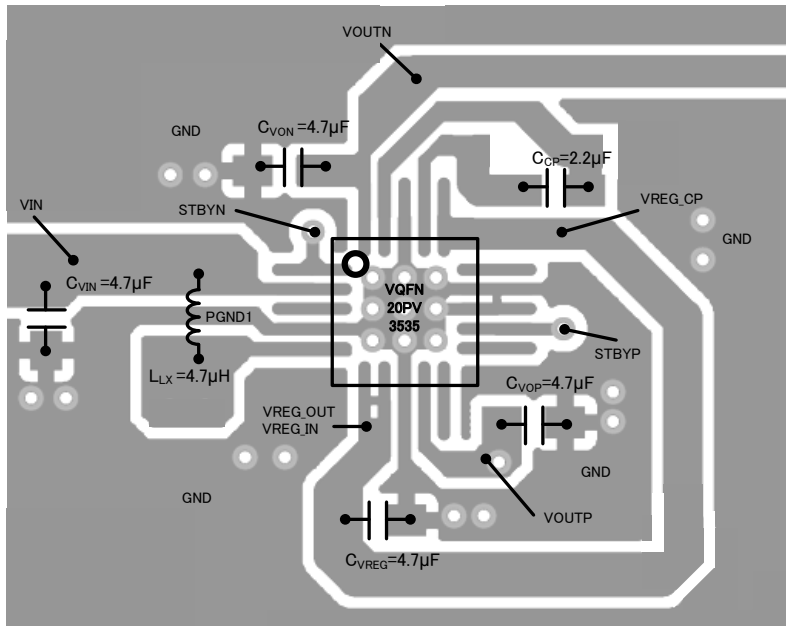 VOUTN
GND
CVON =4.7µF
CCP=2.2µF
VIN
STBYN
VREG_CP
GND
CVIN =4.7µF
VQFN
20PV
3535
PGND1
STBYP
LLX =4.7µH
CVOP=4.7µF
VREG_OUT
VREG_IN
GND
GND
VOUTP
CVREG=4.7µF